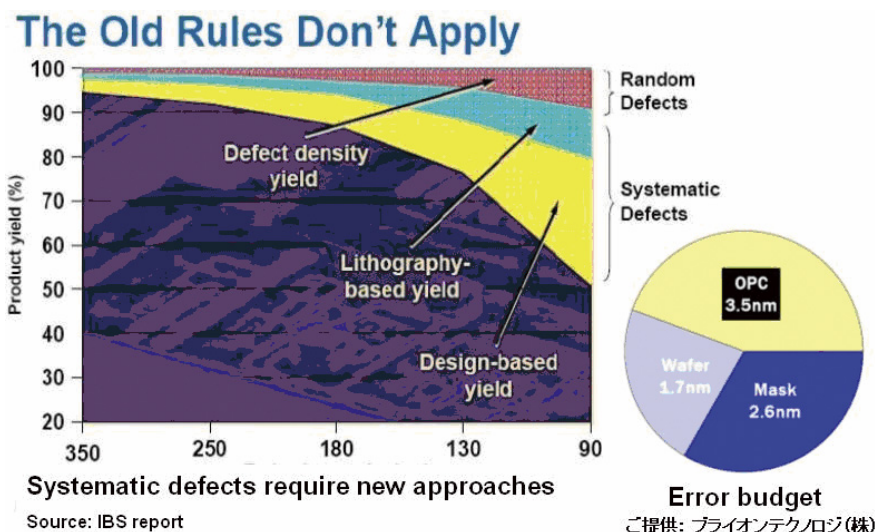 The Old Rules Don't Apply
Product yield (%)
100
90
80
70
60
50
40
30
20
350
250
180
130
90
Defect density
yield
Lithography-
based yield
Design-based
yield
Random
Defects
Systematic
Defects
OPC
3.5nm
Wafer
1.7nm
Mask
2.6nm
Systematic defects require new approaches
Source: IBS report
Error budget
ご提供: ブライオンテクノロジ(株)